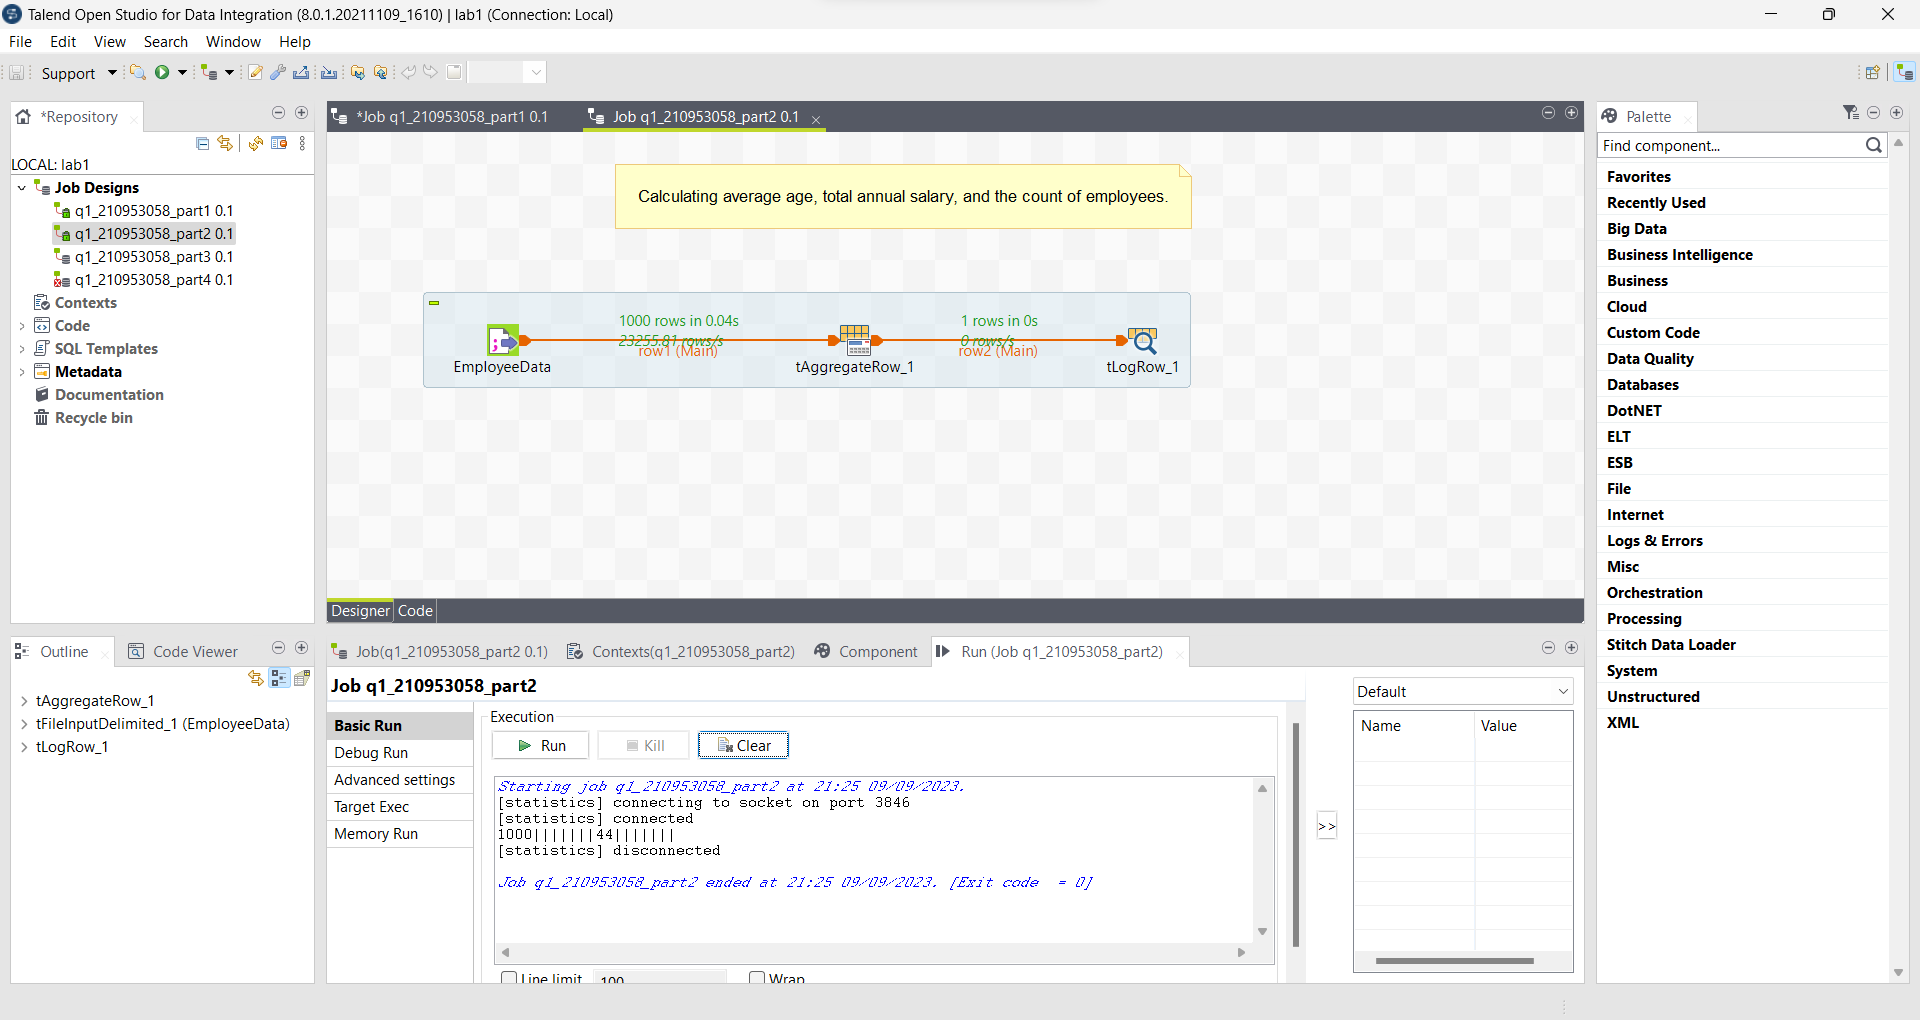 Talend Open Studio for Data Integration (8.0.1.20211109_1610) | lab1 (Connection: Local)
File Edit View Search Window Help
Support
*Repository
LOCAL: lab1
Job Designs
q1_210953058_part1 0.1
q1_210953058_part2 0.1
q1_210953058_part3 0.1
q1_210953058_part4 0.1
Contexts
Code
SQL Templates
Metadata
Documentation
Recycle bin
*Job q1_210953058_part1 0.1
Job q1_210953058_part2 0.1
Calculating average age, total annual salary, and the count of employees.
1000 rows in 0.04s
23255.81 rows/s
row1 (Main)
1 rows in 0s
0 rows/s
row2 (Main)
EmployeeData
tAggregateRow_1
tLogRow_1
Designer Code
Palette
Find component...
Favorites
Recently Used
Big Data
Business Intelligence
Business
Cloud
Custom Code
Data Quality
Databases
DotNET
ELT
ESB
File
Internet
Logs & Errors
Misc
Orchestration
Processing
Stitch Data Loader
System
Unstructured
XML
Outline
Code Viewer
tAggregateRow_1
tFileInputDelimited_1 (EmployeeData)
tLogRow_1
Job(q1_210953058_part2 0.1)
Contexts(q1_210953058_part2)
Component
Run (Job q1_210953058_part2)
Job q1_210953058_part2
Basic Run
Debug Run
Advanced settings
Target Exec
Memory Run
Execution
Run
Kill
Clear
Starting job q1_210953058_part2 at 21:25 09/09/2023.
[statistics] connecting to socket on port 3846
[statistics] connected
1000|||||||44|||||||
[statistics] disconnected
Job q1_210953058_part2 ended at 21:25 09/09/2023. [Exit code  = 0]
Line limit
100
Wrap
>>
Default
Name Value